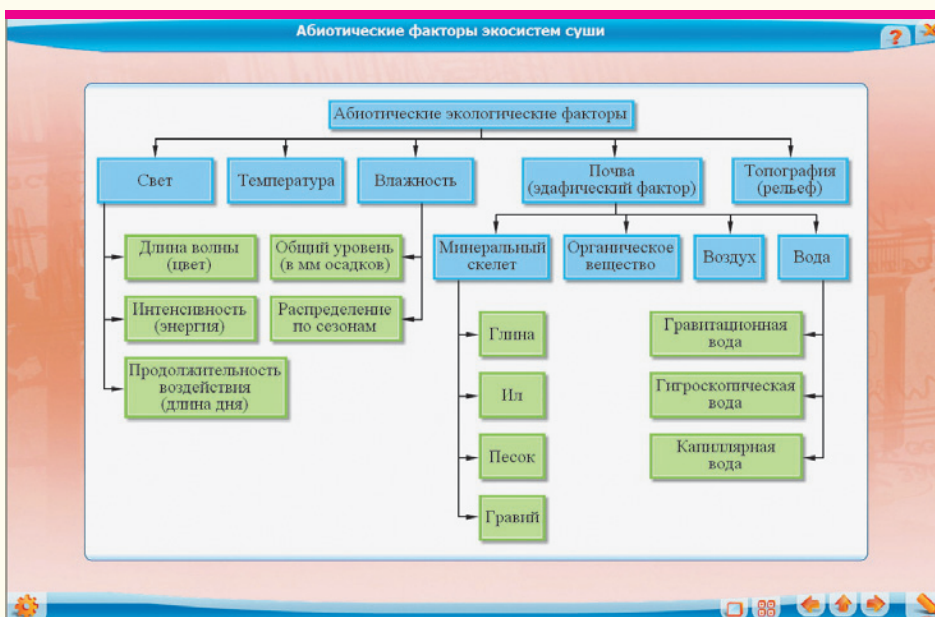 Абиотические факторы экосистем суши
?
Абиотические экологические факторы
Свет
Температура
Влажность
Почва
(эдафический фактор)
Топография
(рельеф)
Длина волны
(цвет)
Интенсивность
(энергия)
Продолжительность
воздействия
(длина дня)
Общий уровень
(в мм осадков)
Распределение
по сезонам
Минеральный
скелет
Органическое
вещество
Воздух
Вода
Глина
Ил
Песок
Гравий
Гравитационная
вода
Гигроскопическая
вода
Капиллярная
вода